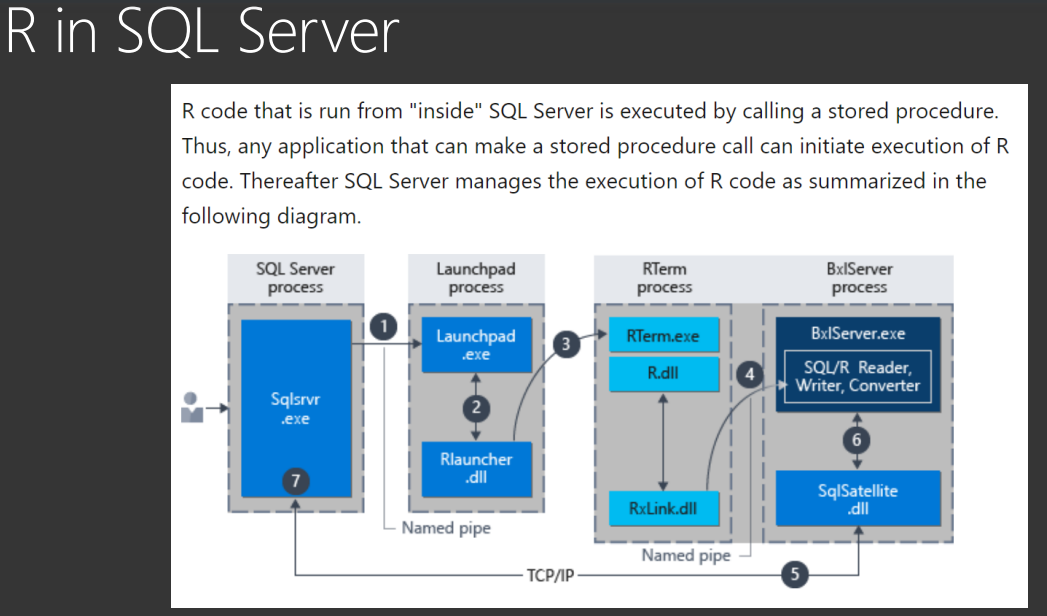 R in SQL Server
R code that is run from "inside" SQL Server is executed by calling a stored procedure.
Thus, any application that can make a stored procedure call can initiate execution of R
code. Thereafter SQL Server manages the execution of R code as summarized in the
following diagram.
SQL Server
process
Launchpad
process
RTerm
process
BxlServer
process
1
Launchpad
.exe
3
RTerm.exe
BxlServer.exe
R.dll
4
SQL/R Reader,
Writer, Converter
Sqlsrvr
.exe
2
6
7
Rlauncher
.dll
RxLink.dll
SqlSatellite
.dll
Named pipe
Named pipe
TCP/IP
5